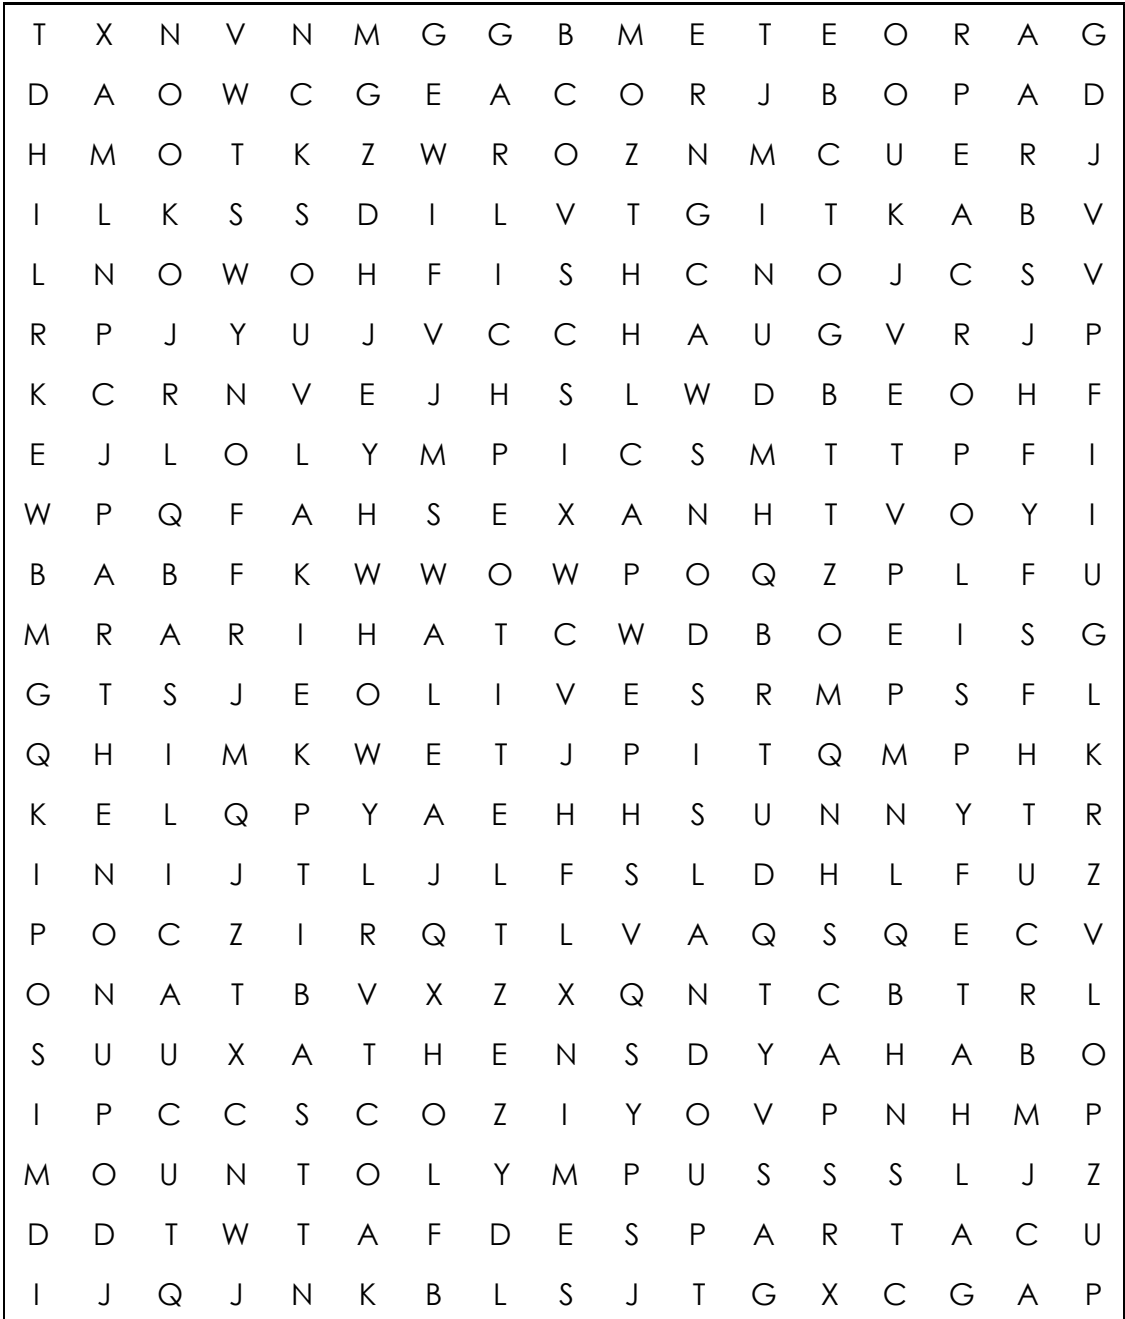 T X N V N M G G B M E T E O R A G
D A O W C G E A C O R J B O P A D
H M O T K Z W R O Z N M C U E R J
I L K S S D I L V T G I T K A B V
L N O W O H F I S H C N O J C S V
R P J Y U J V C C H A U G V R J P
K C R N V E J H S L W D B E O H F
E J L O L Y M P I C S M T T P F I
W P Q F A H S E X A N H T V O Y I
B A B F K W W O W P O Q Z P L F U
M R A R I H A T C W D B O E I S G
G T S J E O L I V E S R M P S F L
Q H I M K W E T J P I T Q M P H K
K E L Q P Y A E H H S U N N Y T R
I N I J T L J L F S L D H L F U Z
P O C Z I R Q T L V A Q S Q E C V
O N A T B V X Z X Q N T C B T R L
S U U X A T H E N S D Y A H A B O
I P C C S C O Z I Y O V P N H M P
M O U N T O L Y M P U S S S L J Z
D D T W T A F D E S P A R T A C U
I J Q J N K B L S J T G X C G A P